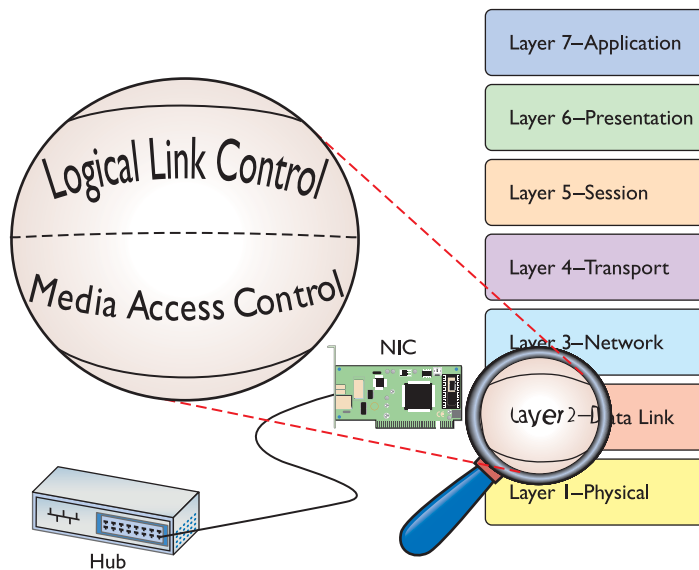 Layer 7–Application
Layer 6–Presentation
Layer 5–Session
Layer 4–Transport
Layer 3–Network
Layer 2–Data Link
Layer 1–Physical
Logical Link Control
Media Access Control
NIC
Hub